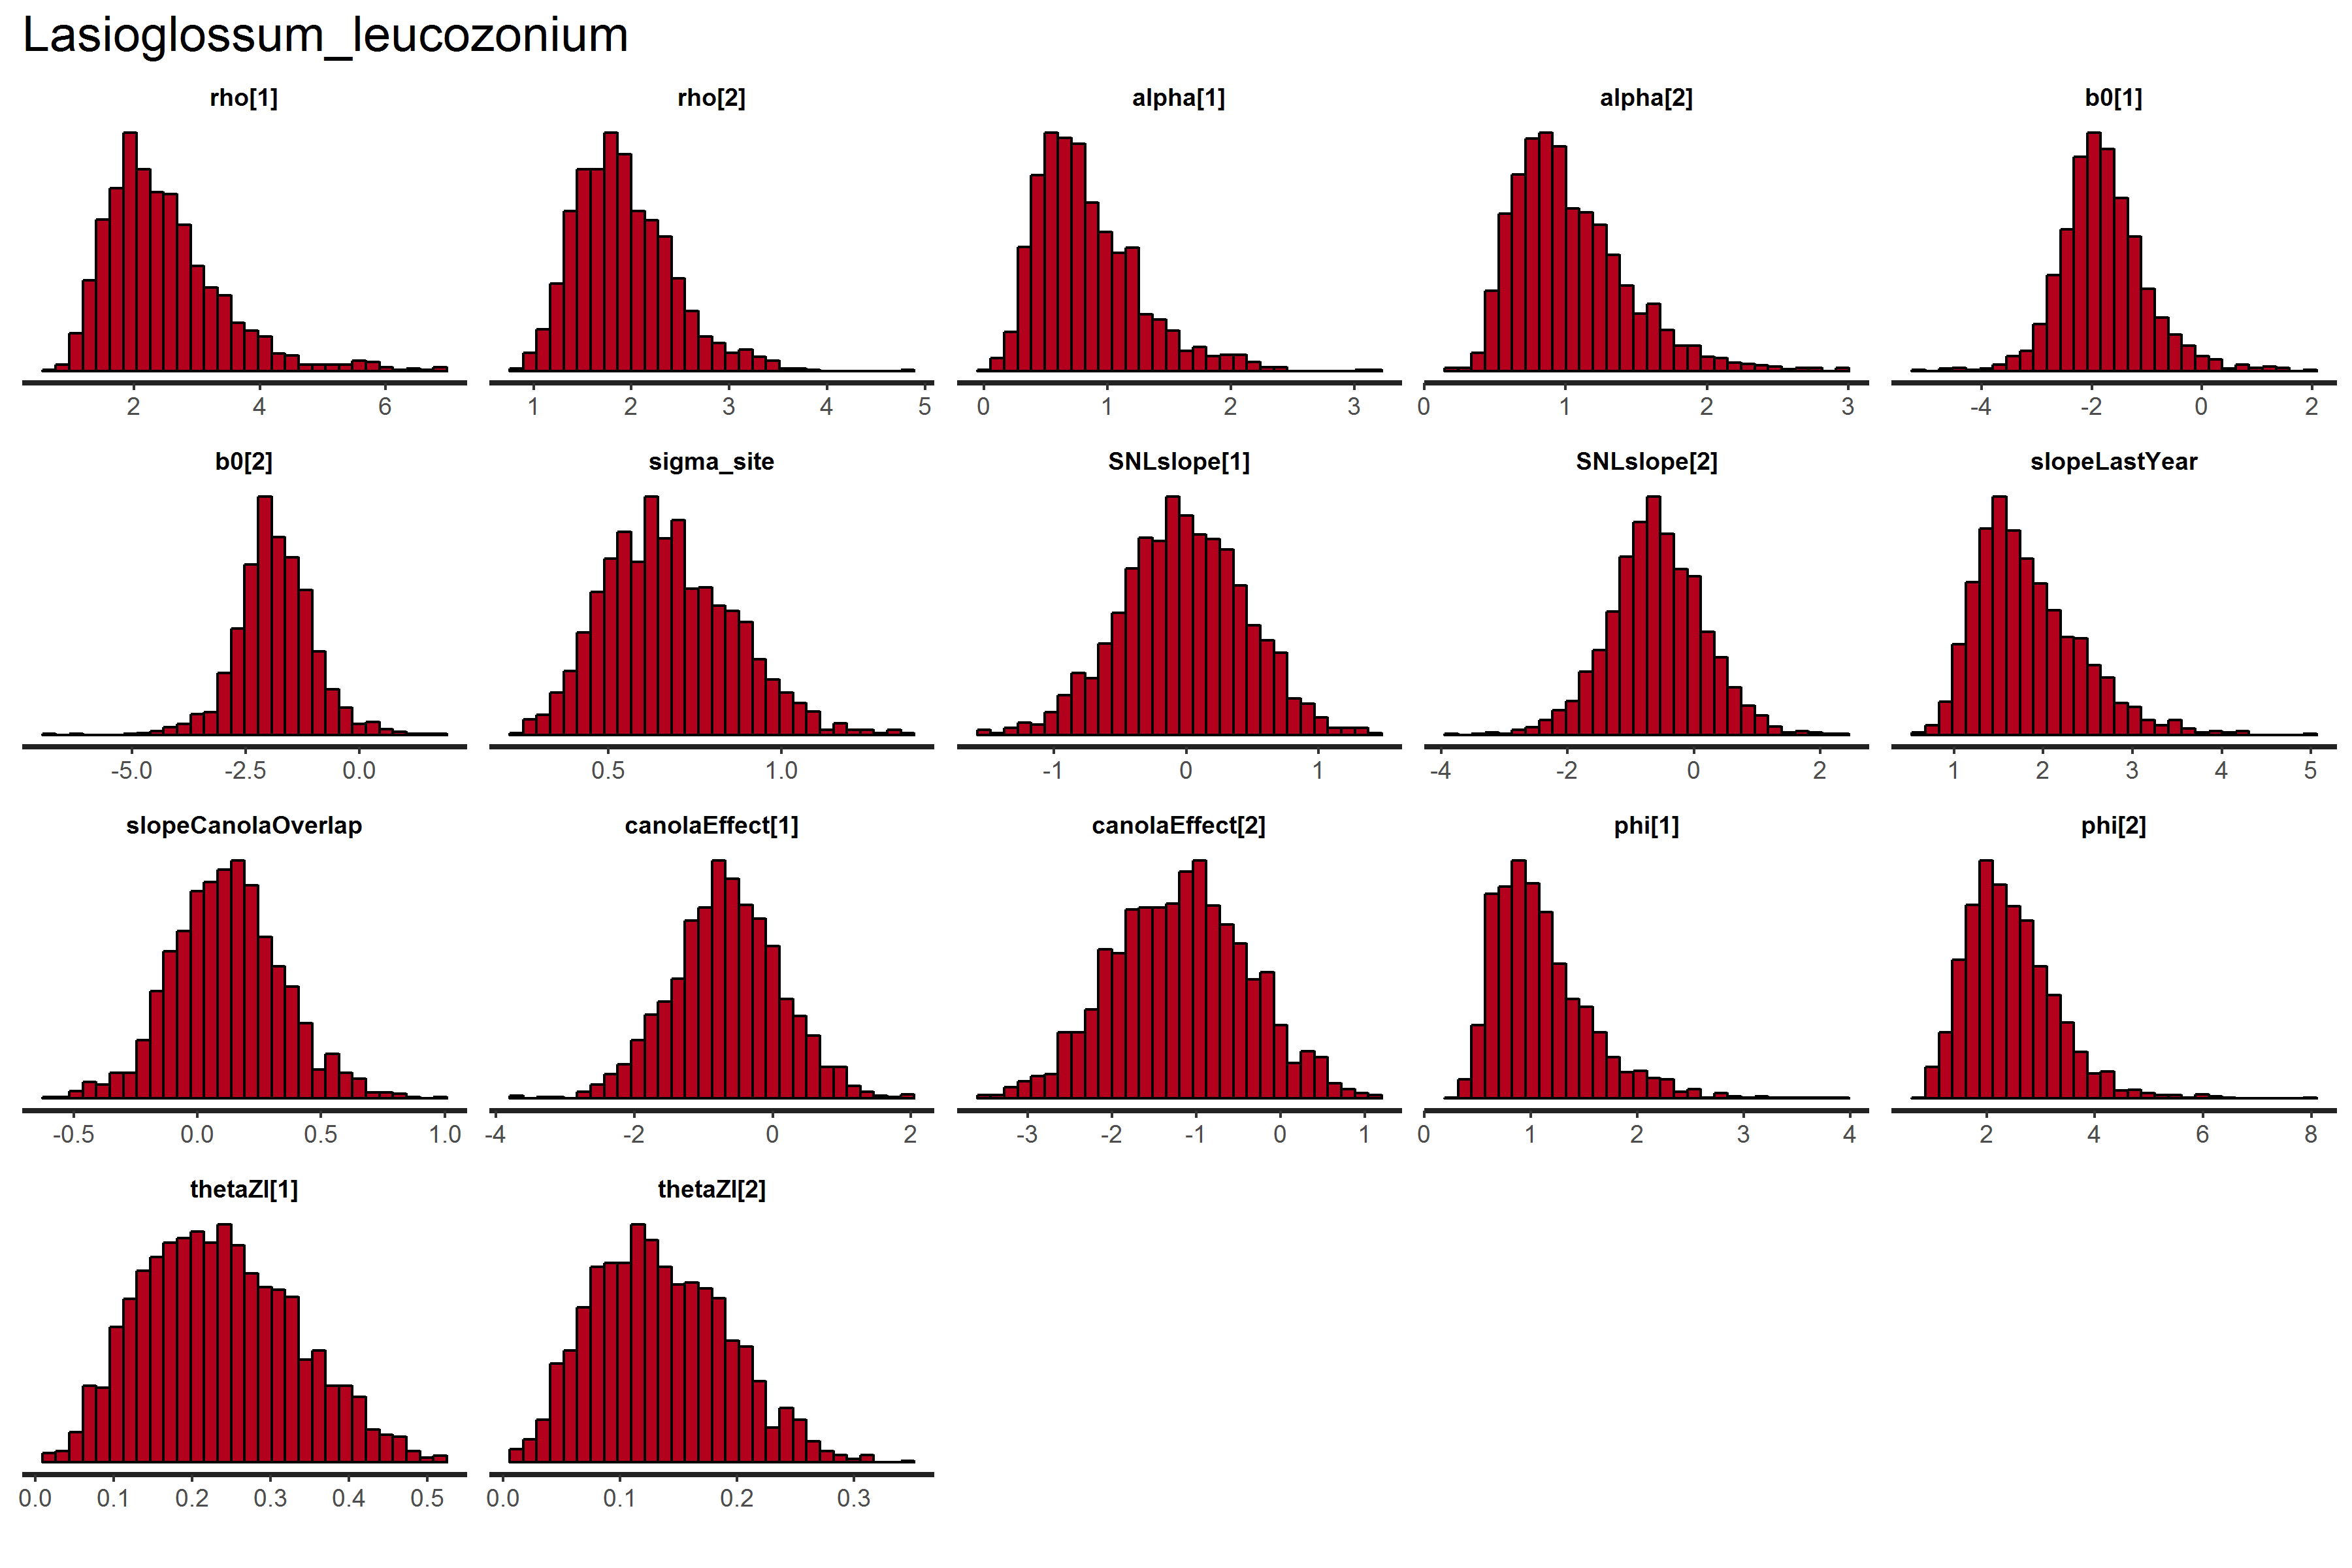 Lasioglossum_leucozonium
rho[1] rho[2] alpha[1] alpha[2] b0[1]
2 4 6 1 2 3 4 5 0 1 2 3 0 1 2 3 -4 -2 0 2
b0[2] sigma_site SNLslope[1] SNLslope[2] slopeLastYear
-5.0 -2.5 0.0 0.5 1.0 -1 0 1 -4 -2 0 2 1 2 3 4 5
slopeCanolaOverlap canolaEffect[1] canolaEffect[2] phi[1] phi[2]
-0.5 0.0 0.5 1.0 -4 -2 0 2 -3 -2 -1 0 1 0 1 2 3 4 2 4 6 8
thetaZI[1] thetaZI[2]
0.0 0.1 0.2 0.3 0.4 0.5 0.0 0.1 0.2 0.3